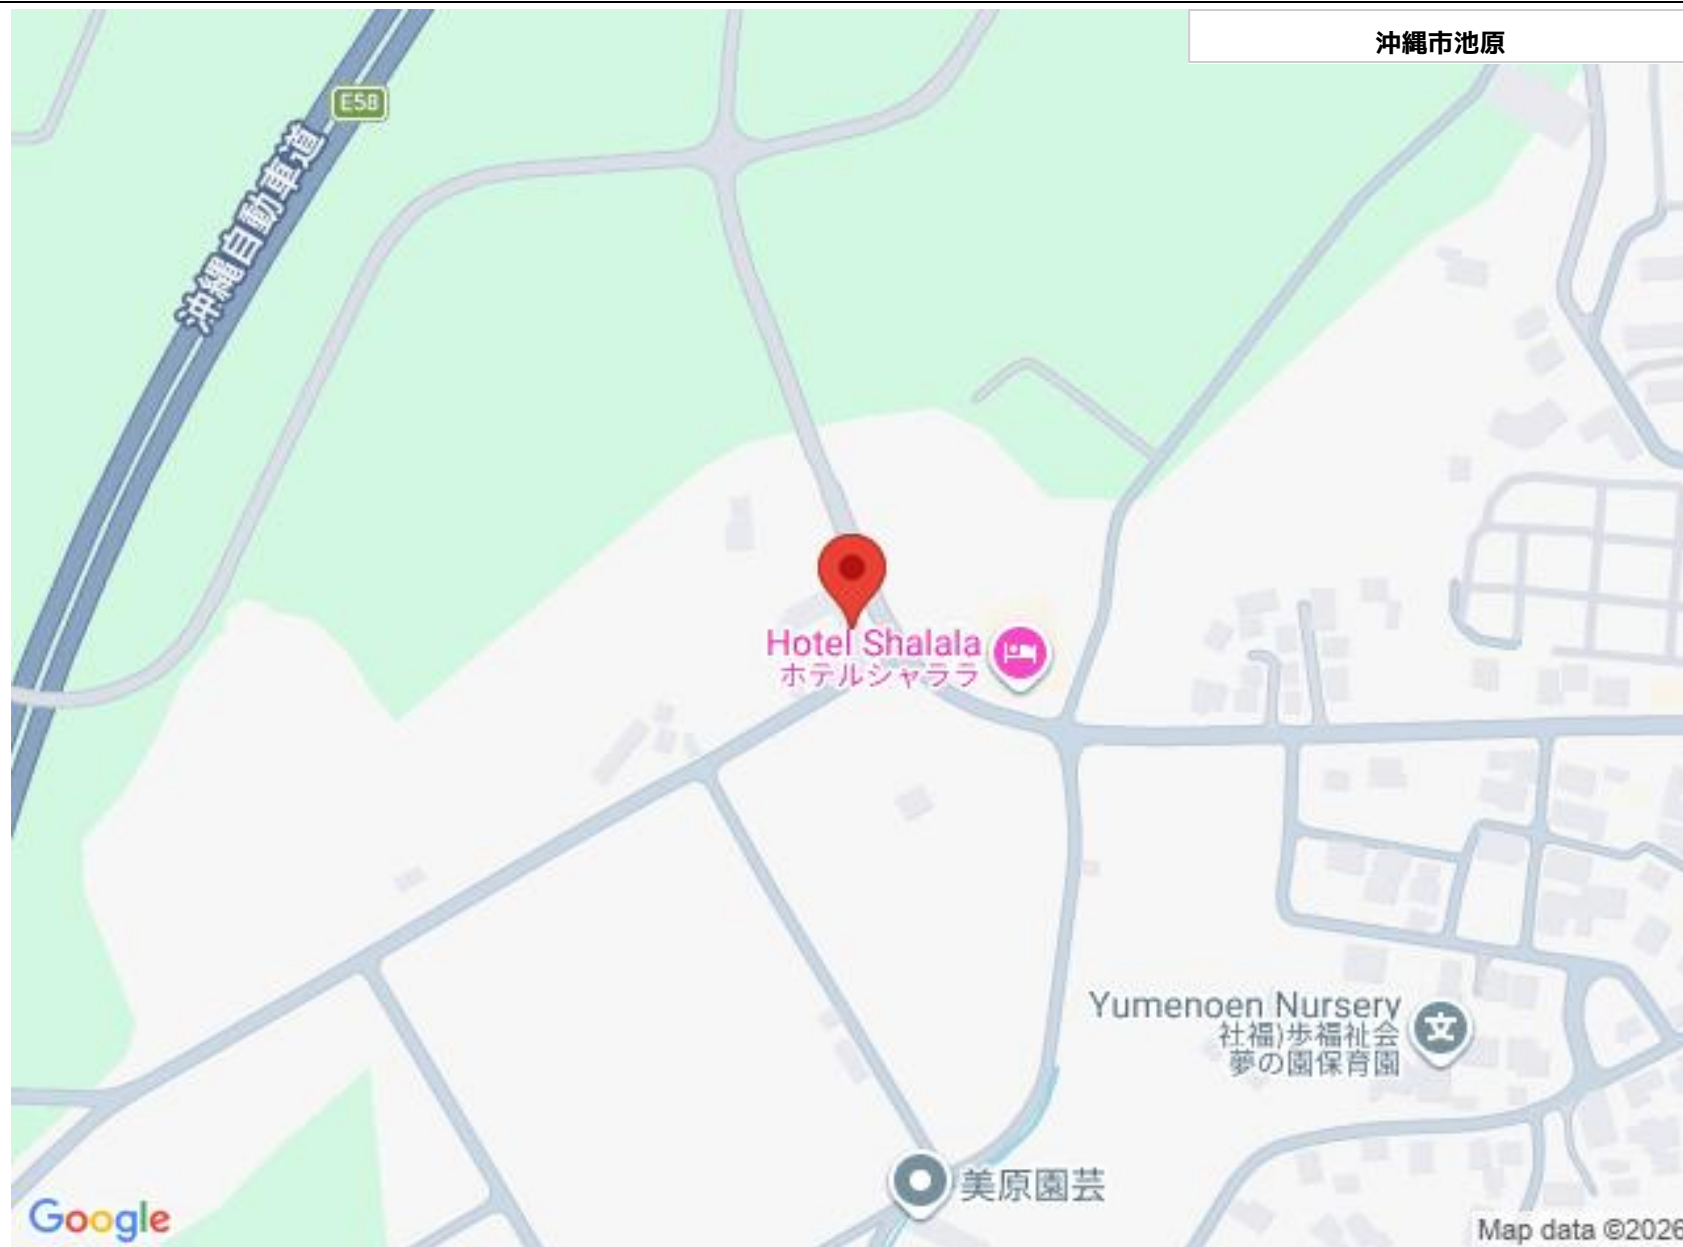 沖縄市池原
E58
沖縄自動車道
Hotel Shalala
ホテルシャララ
Yumenoen Nursery
社福)歩福祉会
夢の園保育園
美原園芸
Google
Map data ©2026